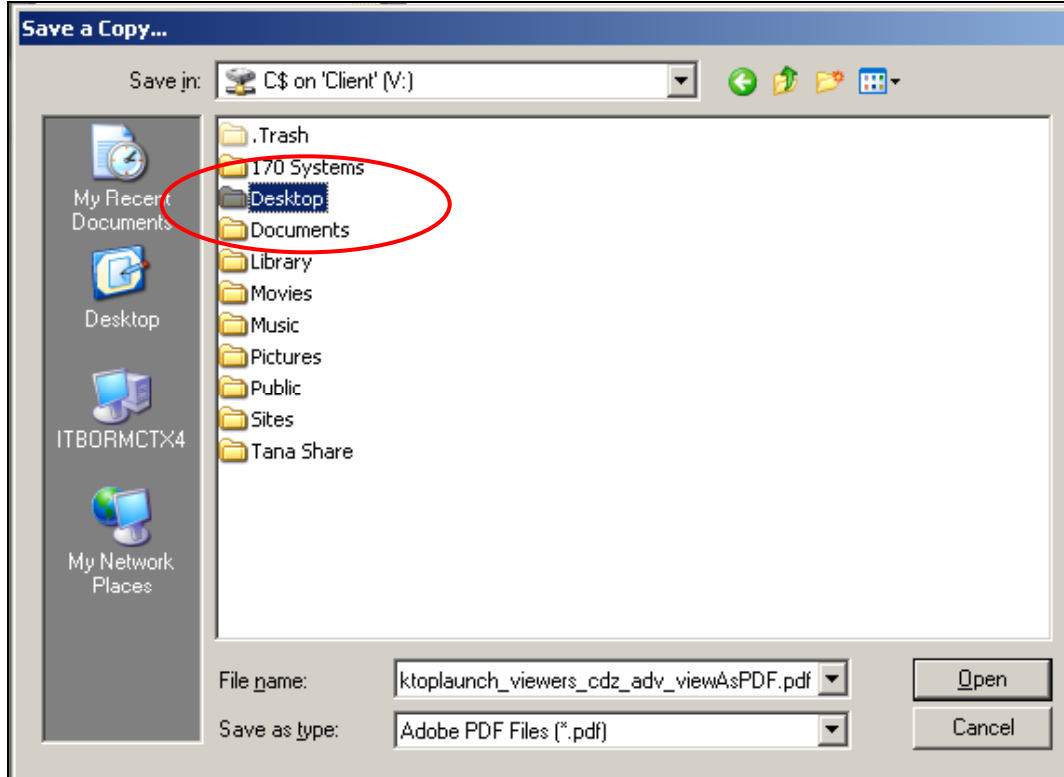 Save a Copy...
Save in: C$ on 'Client' (V:)
My Recent
Documents
Desktop
ITBORMCTX4
My Network
Places
.Trash
170 Systems
Desktop
Documents
Library
Movies
Music
Pictures
Public
Sites
Tana Share
File name: ktoplaunch_viewers_cdz_adv_viewAsPDF.pdf Open
Save as type: Adobe PDF Files (*.pdf) Cancel